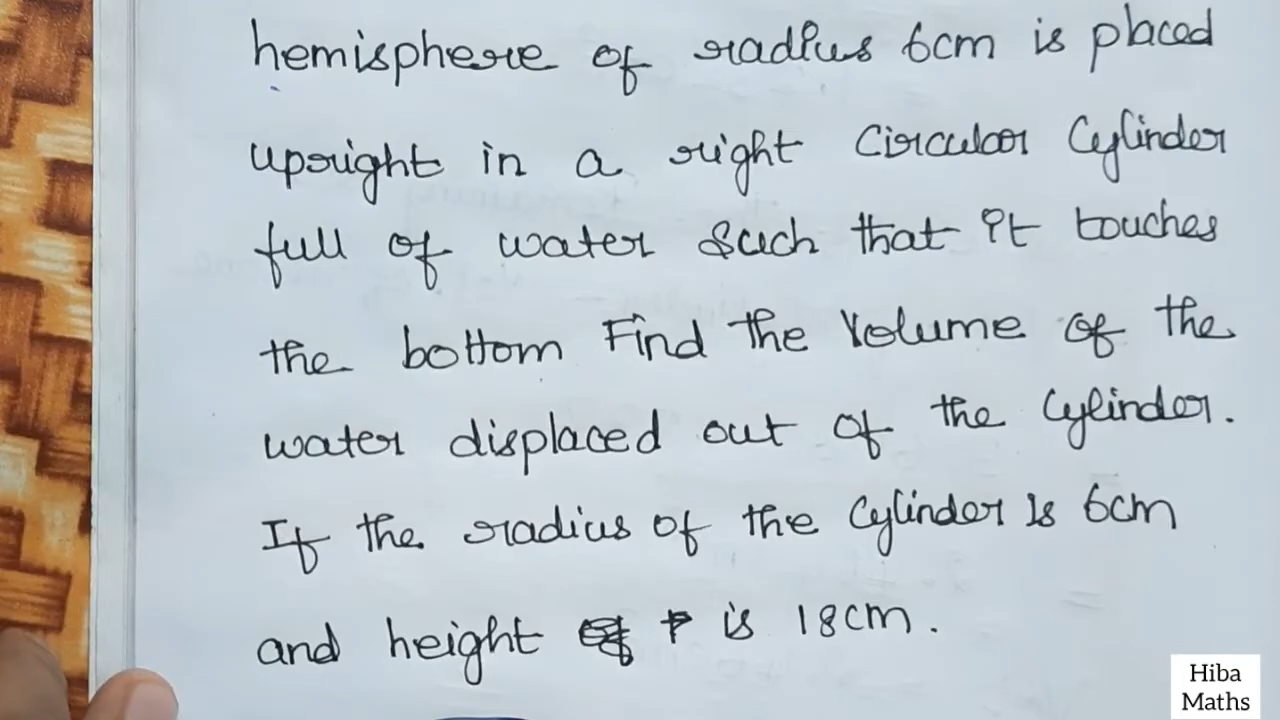 hemisphere of radius 6cm is placed
upright in a right Circular Cylinder
full of water Such that it touches
the bottom Find the Volume of the
water displaced out of the Cylinder.
If the radius of the Cylinder is 6cm
and height is 18cm.
Hiba
Maths